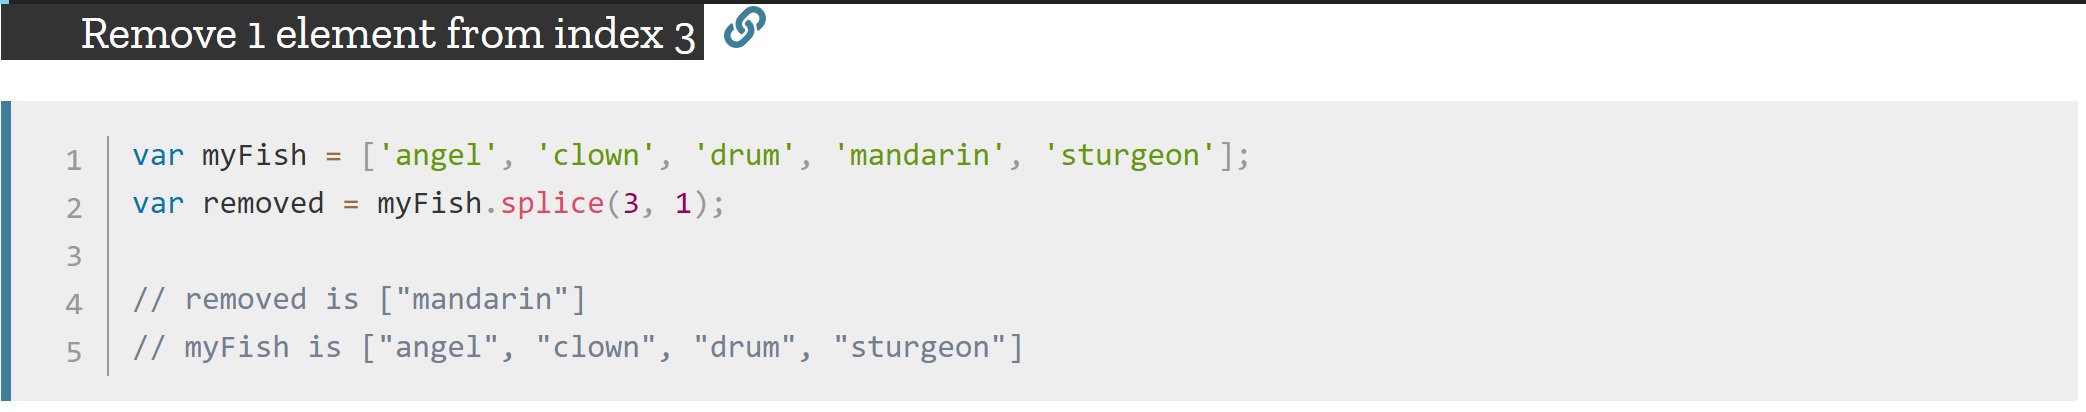 Remove 1 element from index 3
1 var myFish = ['angel', 'clown', 'drum', 'mandarin', 'sturgeon'];
2 var removed = myFish.splice(3, 1);
3
4 // removed is ["mandarin"]
5 // myFish is ["angel", "clown", "drum", "sturgeon"]